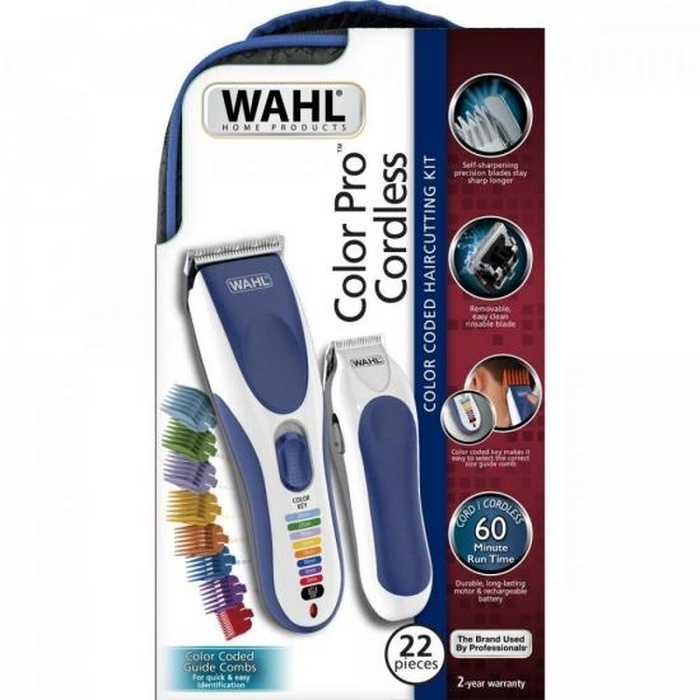 WAHL®
HOME PRODUCTS
Color Pro™
Cordless
COLOR CODED HAIRCUTTING KIT
WAHL
WAHL
COLOR
KEY
Color Coded
Guide Combs
For quick & easy
identification
22
pieces
Self-sharpening
precision blades stay
sharp longer
Removable,
easy clean
rinsable blade
Color coded key makes it
easy to select the correct
size guide comb
CORD / CORDLESS
60
Minute
Run Time
Durable, long-lasting
motor & rechargeable
battery
The Brand Used
By Professionals
2-year warranty